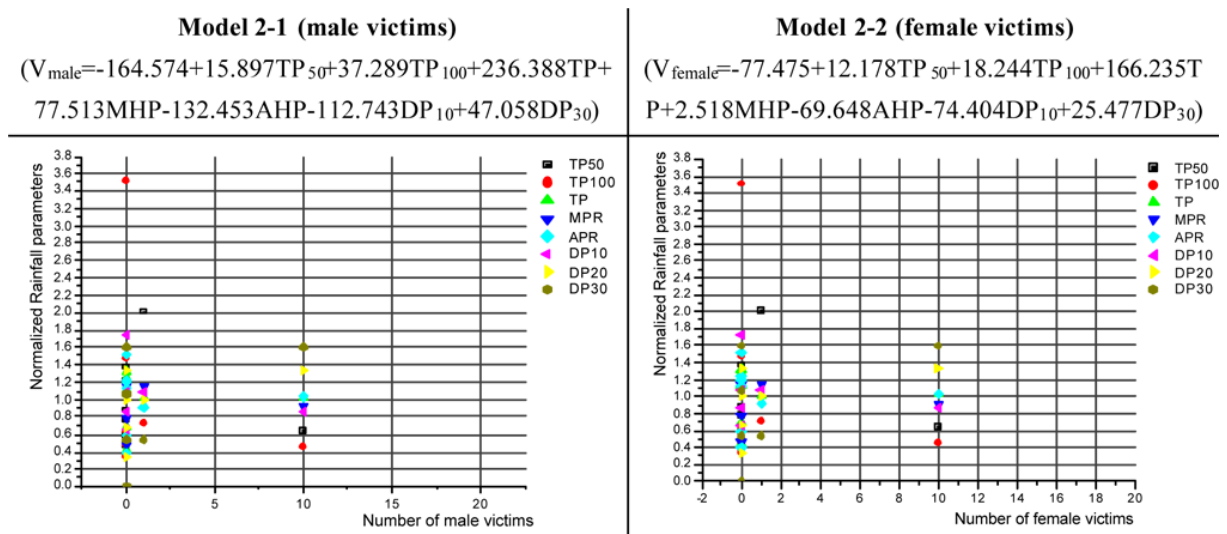 Model 2-1 (male victims)
(Vmale=-164.574+15.897TP50+37.289TP100+236.388TP+
77.513MHP-132.453AHP-112.743DP10+47.058DP30)
Normalized Rainfall parameters
3.8
3.6
3.4
3.2
3.0
2.8
2.6
2.4
2.2
2.0
1.8
1.6
1.4
1.2
1.0
0.8
0.6
0.4
0.2
0.0
0 5 10 15 20
Number of male victims
TP50
TP100
TP
MPR
APR
DP10
DP20
DP30
Model 2-2 (female victims)
(Vfemale=-77.475+12.178TP50+18.244TP100+166.235T
P+2.518MHP-69.648AHP-74.404DP10+25.477DP30)
Normalized Rainfall parameters
3.8
3.6
3.4
3.2
3.0
2.8
2.6
2.4
2.2
2.0
1.8
1.6
1.4
1.2
1.0
0.8
0.6
0.4
0.2
0.0
-2 0 2 4 6 8 10 12 14 16 18 20
Number of female victims
TP50
TP100
TP
MPR
APR
DP10
DP20
DP30